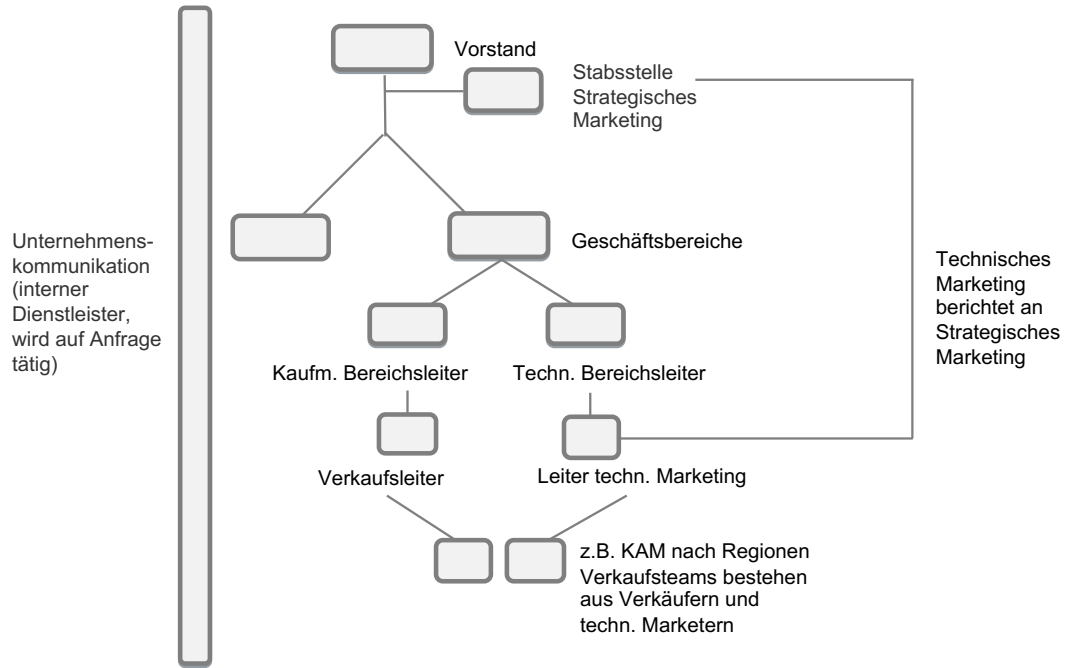 Vorstand
Stabsstelle
Strategisches
Marketing
Unternehmens-
kommunikation
(interner
Dienstleister,
wird auf Anfrage
tätig)
Geschäftsbereiche
Technisches
Marketing
berichtet an
Strategisches
Marketing
Kaufm. Bereichsleiter
Techn. Bereichsleiter
Verkaufsleiter
Leiter techn. Marketing
z.B. KAM nach Regionen
Verkaufsteams bestehen
aus Verkäufern und
techn. Marketern